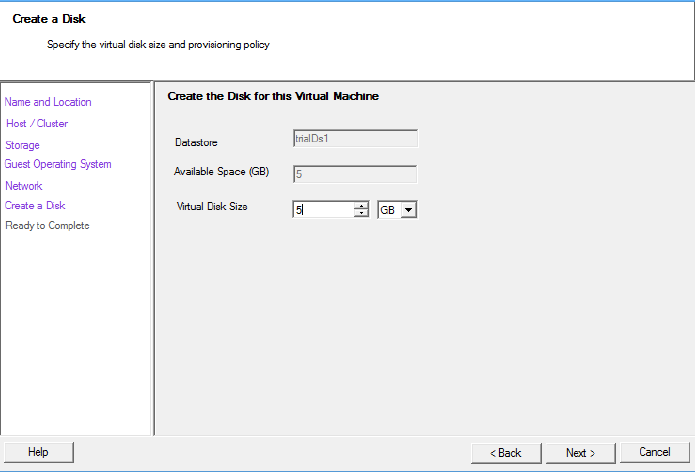 Create a Disk
Specify the virtual disk size and provisioning policy
Name and Location
Host / Cluster
Storage
Guest Operating System
Network
Create a Disk
Ready to Complete
Create the Disk for this Virtual Machine
Datastore trialDs1
Available Space (GB) 5
Virtual Disk Size 5 GB
Help < Back Next > Cancel